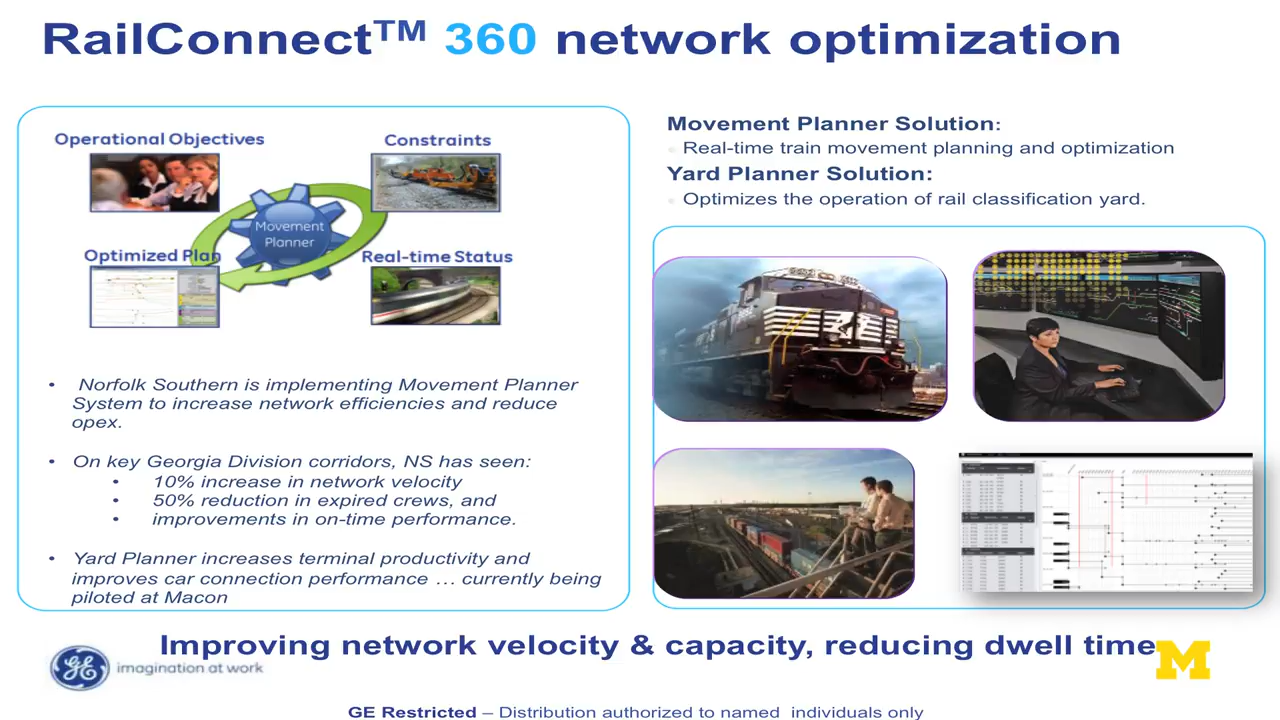 RailConnect™ 360 network optimization
Operational Objectives
Constraints
Movement
Planner
Optimized Plan
Real-time Status
• Norfolk Southern is implementing Movement Planner
System to increase network efficiencies and reduce
opex.
• On key Georgia Division corridors, NS has seen:
• 10% increase in network velocity
• 50% reduction in expired crews, and
• improvements in on-time performance.
• Yard Planner increases terminal productivity and
improves car connection performance … currently being
piloted at Macon
Movement Planner Solution:
Real-time train movement planning and optimization
Yard Planner Solution:
Optimizes the operation of rail classification yard.
Improving network velocity & capacity, reducing dwell time
GE
imagination at work
M
GE Restricted – Distribution authorized to named individuals only